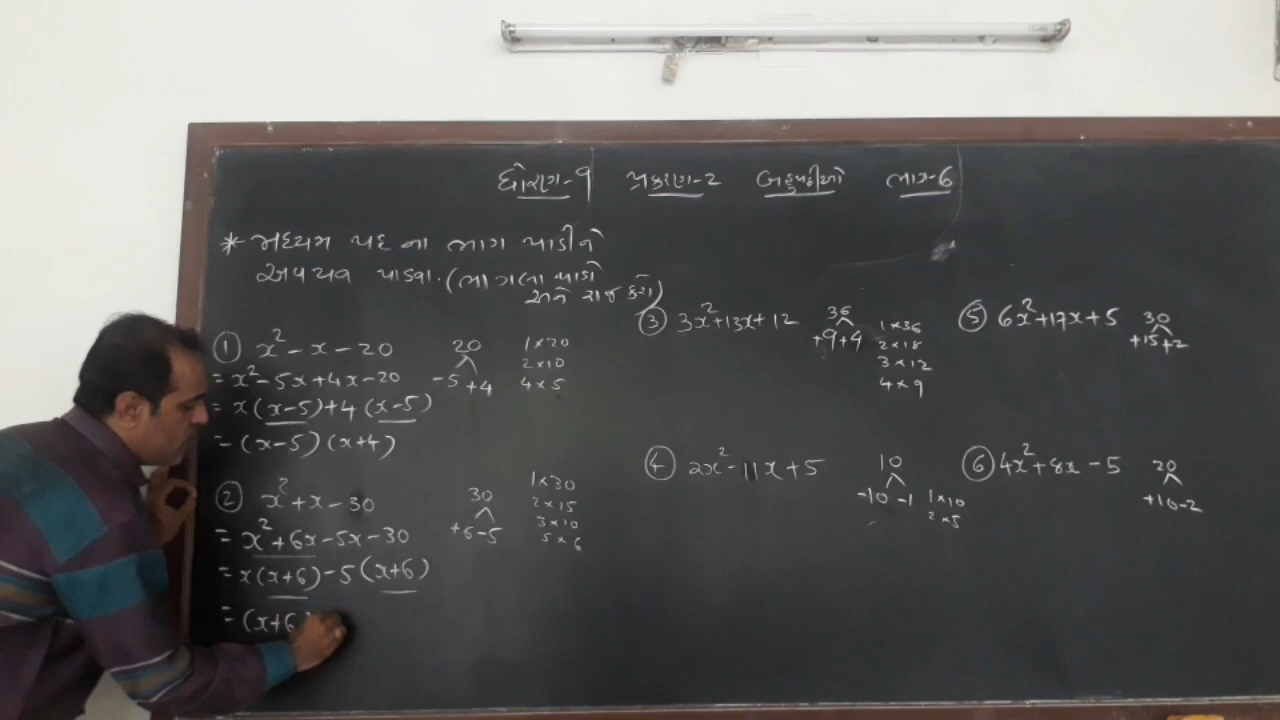 ધોરણ-9 પ્રકરણ-2 બહુપદીઓ ભાગ-6
* મધ્યમ પદ ના ભાગ પાડીને
અવયવ પાડવા. (ભાગલા પાડો
અને રાજ કરો)
① x² - x - 20
= x² - 5x + 4x - 20
= x (x-5) + 4 (x-5)
= (x-5) (x+4)
20
-5 +4
1 × 20
2 × 10
4 × 5
② x² + x - 30
= x² + 6x - 5x - 30
= x (x+6) - 5 (x+6)
= (x+6)
30
+6 -5
1 × 30
2 × 15
3 × 10
5 × 6
③ 3x² + 13x + 12
36
+9 +4
1 × 36
2 × 18
3 × 12
4 × 9
④ 2x² - 11x + 5
10
-10 -1
1 × 10
2 × 5
⑤ 6x² + 17x + 5
30
+15 +2
⑥ 4x² + 8x - 5
20
+10 -2